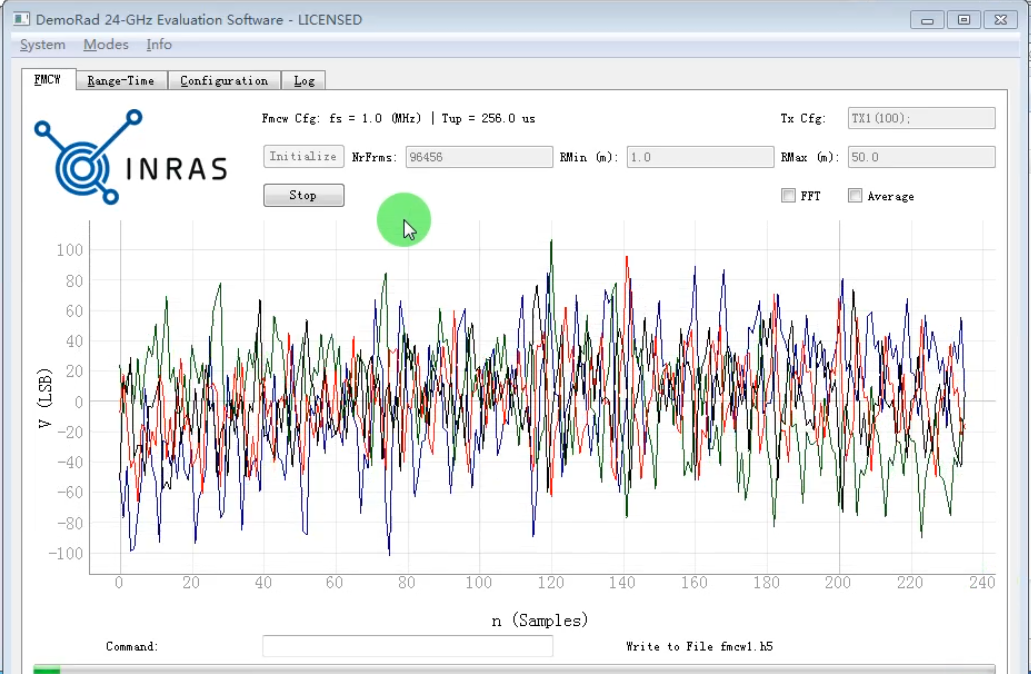 DemoRad 24-GHz Evaluation Software - LICENSED
System Modes Info
FMCW Range-Time Configuration Log
INRAS
Fmcw Cfg: fs = 1.0 (MHz) | Tup = 256.0 us
Tx Cfg: TX1(100);
Initialize NrFrms: 96456 RMin (m): 1.0 RMax (m): 50.0
Stop
FFT Average
100
80
60
40
20
0
-20
-40
-60
-80
-100
V (LSB)
0 20 40 60 80 100 120 140 160 180 200 220 240
n (Samples)
Command: Write to File fmcw1.h5